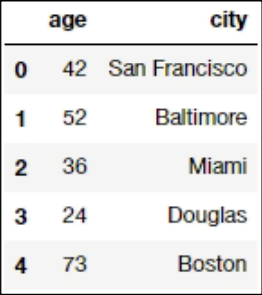 age city
0 42 San Francisco
1 52 Baltimore
2 36 Miami
3 24 Douglas
4 73 Boston